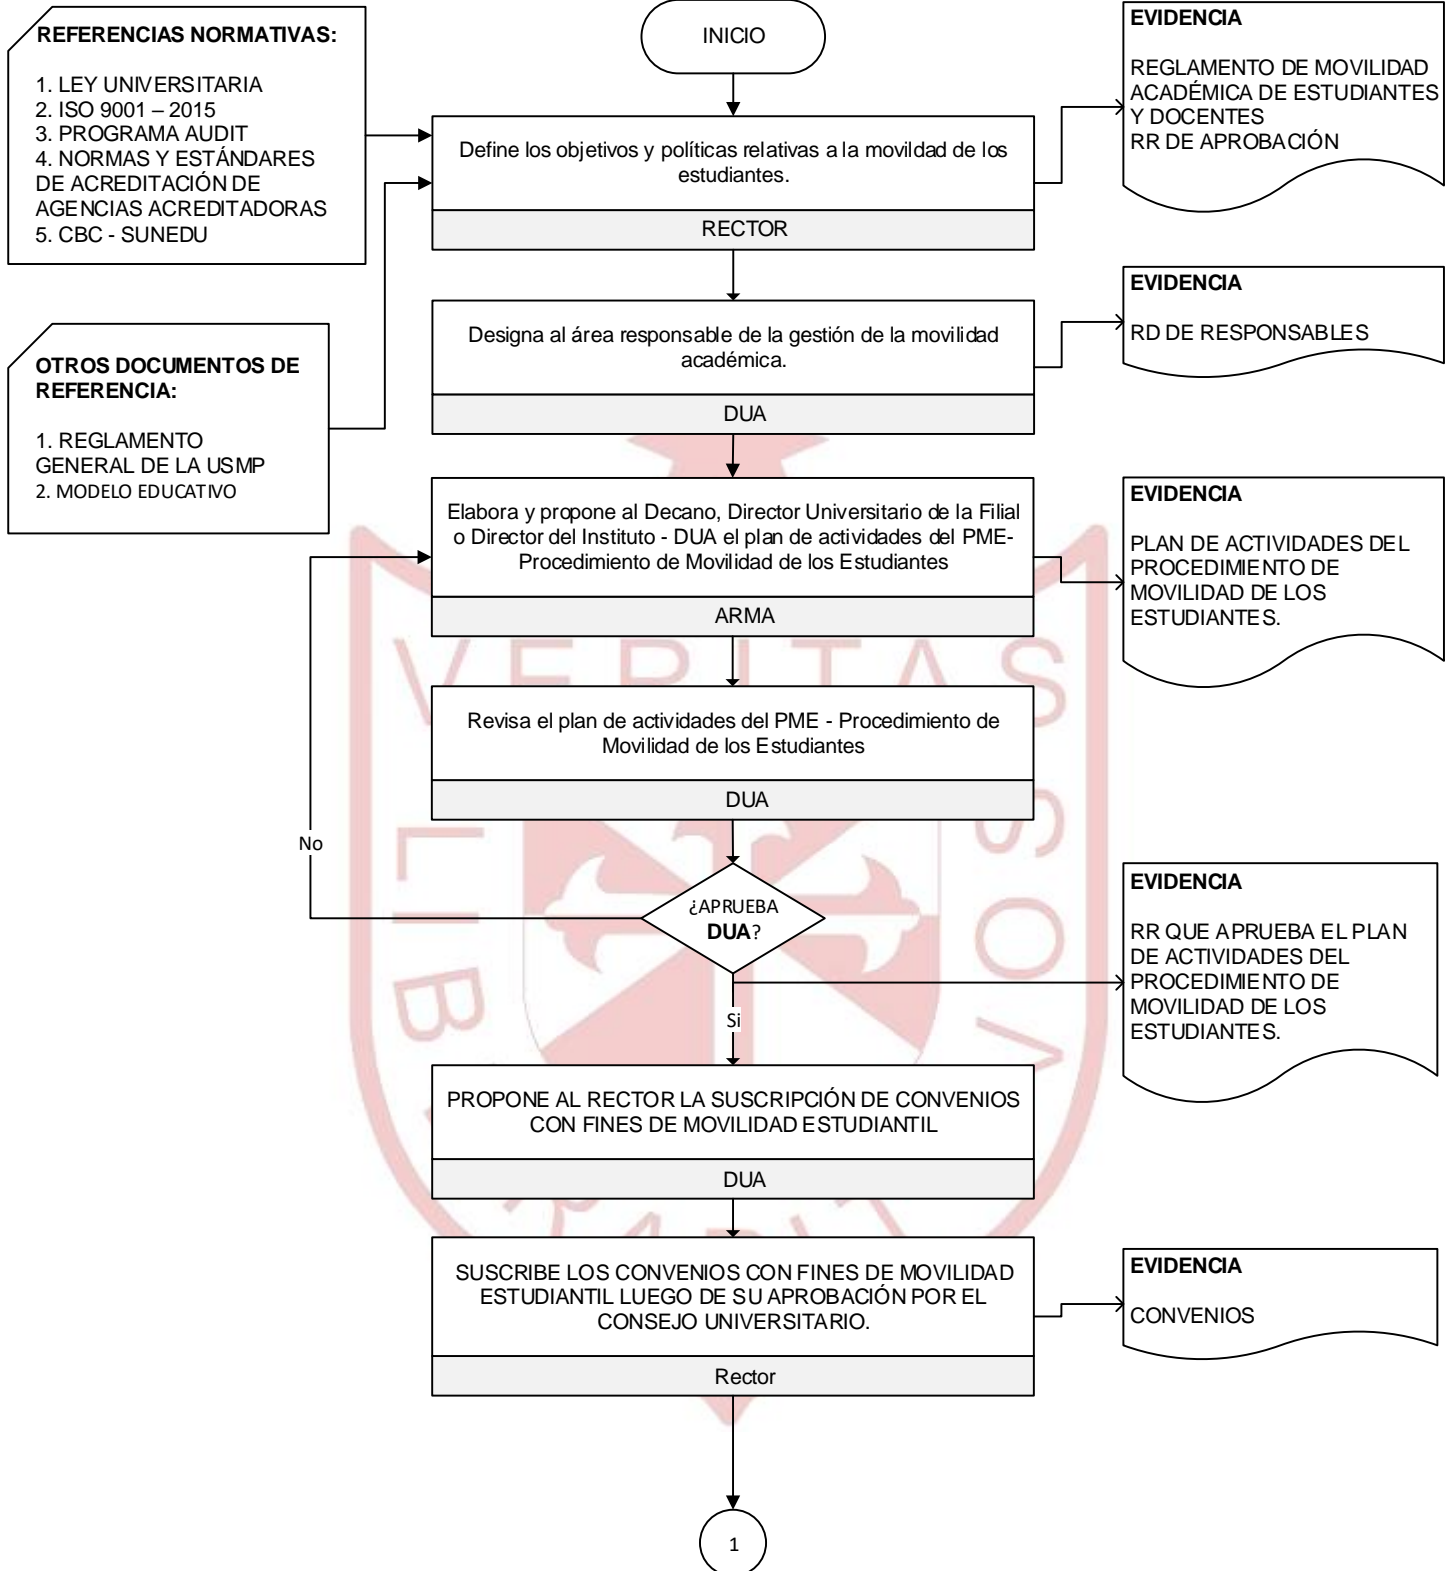 REFERENCIAS NORMATIVAS:
1. LEY UNIVERSITARIA
2. ISO 9001 – 2015
3. PROGRAMA AUDIT
4. NORMAS Y ESTÁNDARES
DE ACREDITACIÓN DE
AGENCIAS ACREDITADORAS
5. CBC - SUNEDU
OTROS DOCUMENTOS DE
REFERENCIA:
1. REGLAMENTO
GENERAL DE LA USMP
2. MODELO EDUCATIVO
INICIO
Define los objetivos y políticas relativas a la movildad de los
estudiantes.
RECTOR
EVIDENCIA
REGLAMENTO DE MOVILIDAD
ACADÉMICA DE ESTUDIANTES
Y DOCENTES
RR DE APROBACIÓN
Designa al área responsable de la gestión de la movilidad
académica.
DUA
EVIDENCIA
RD DE RESPONSABLES
Elabora y propone al Decano, Director Universitario de la Filial
o Director del Instituto - DUA el plan de actividades del PME-
Procedimiento de Movilidad de los Estudiantes
ARMA
EVIDENCIA
PLAN DE ACTIVIDADES DEL
PROCEDIMIENTO DE
MOVILIDAD DE LOS
ESTUDIANTES.
Revisa el plan de actividades del PME - Procedimiento de
Movilidad de los Estudiantes
DUA
No
¿APRUEBA
DUA?
Si
EVIDENCIA
RR QUE APRUEBA EL PLAN
DE ACTIVIDADES DEL
PROCEDIMIENTO DE
MOVILIDAD DE LOS
ESTUDIANTES.
PROPONE AL RECTOR LA SUSCRIPCIÓN DE CONVENIOS
CON FINES DE MOVILIDAD ESTUDIANTIL
DUA
SUSCRIBE LOS CONVENIOS CON FINES DE MOVILIDAD
ESTUDIANTIL LUEGO DE SU APROBACIÓN POR EL
CONSEJO UNIVERSITARIO.
Rector
EVIDENCIA
CONVENIOS
1
VERITAS